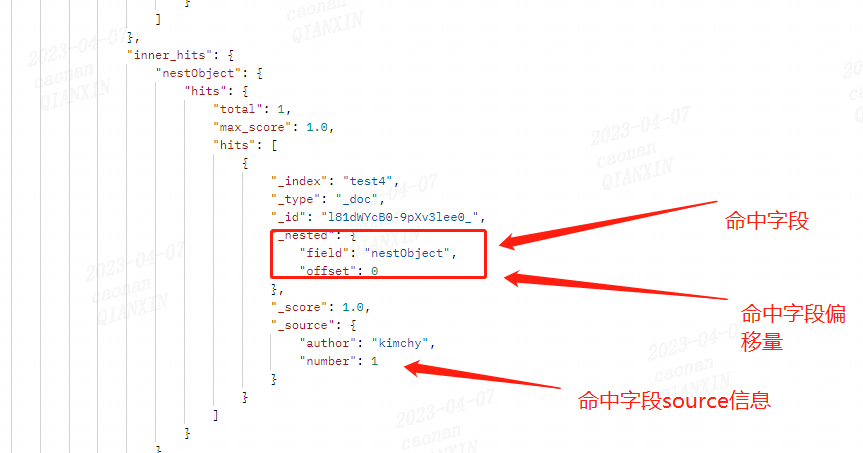 }
]
},
"inner_hits": {
"nestObject": {
"hits": {
"total": 1,
"max_score": 1.0,
"hits": [
{
"_index": "test4",
"_type": "_doc",
"_id": "l81dWYcB0-9pXv3lee0_",
"_nested": {
"field": "nestObject",
"offset": 0
},
"_score": 1.0,
"_source": {
"author": "kimchy",
"number": 1
}
}
]
}
}
命中字段
命中字段偏
移量
命中字段source信息
2023-04-07
caonan
QIANXIN